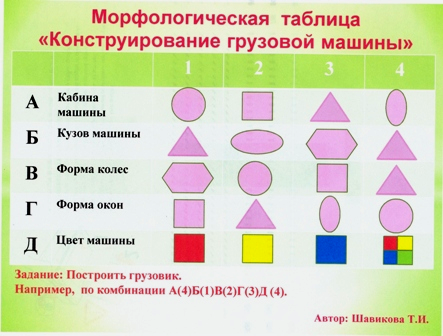 Морфологическая таблица
«Конструирование грузовой машины»
1 2 3 4
А Кабина
машины
Б Кузов машины
В Форма колес
Г Форма окон
Д Цвет машины
Задание: Построить грузовик.
Например, по комбинации А(4)Б(1)В(2)Г(3)Д (4).
Автор: Шавикова Т.И.